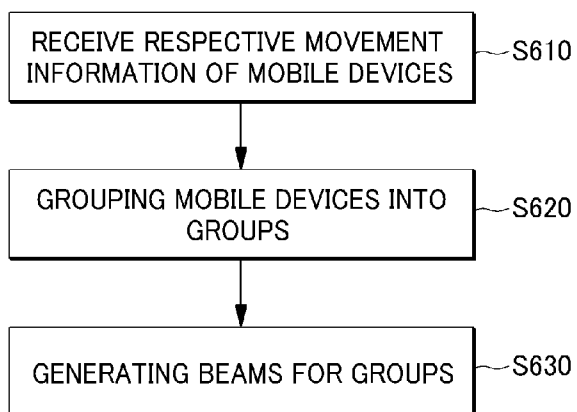 RECEIVE RESPECTIVE MOVEMENT
INFORMATION OF MOBILE DEVICES
S610
GROUPING MOBILE DEVICES INTO
GROUPS
S620
GENERATING BEAMS FOR GROUPS
S630